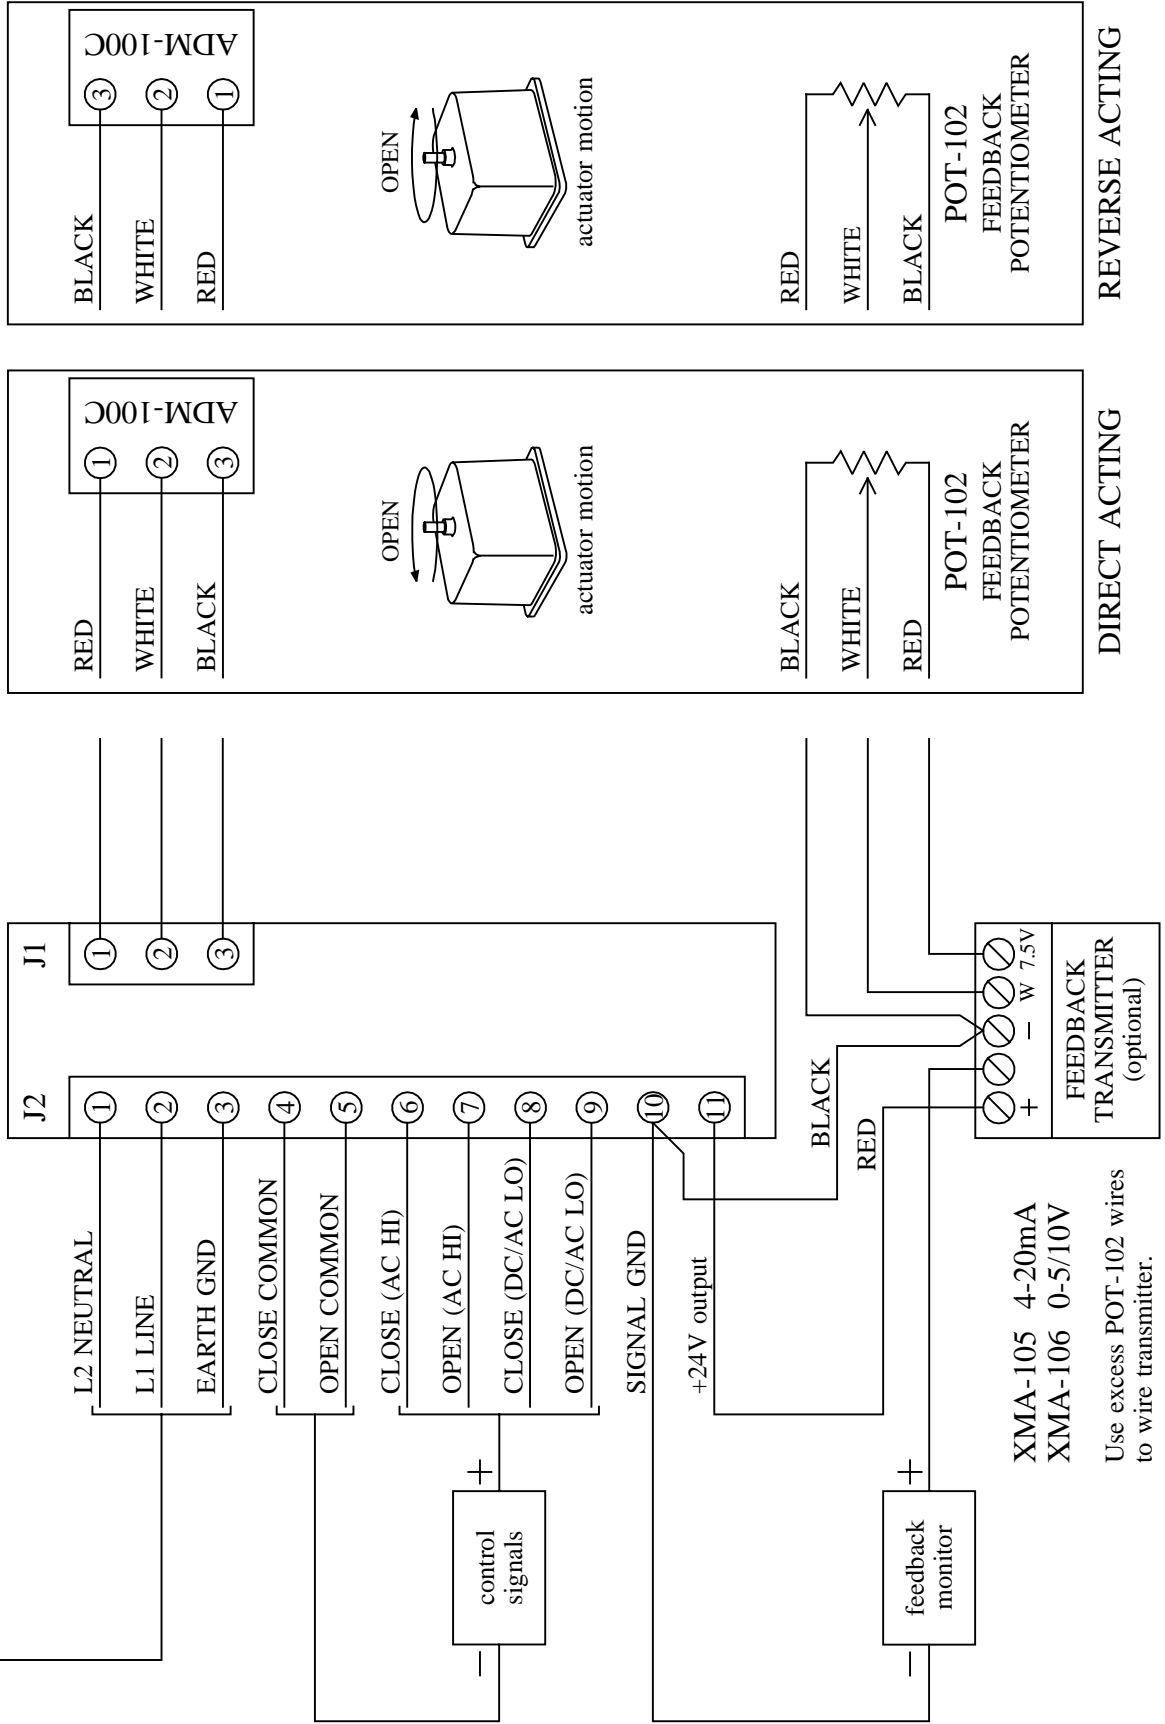 J2
1
2
3
4
5
6
7
8
9
10
11
J1
1
2
3
L2 NEUTRAL
L1 LINE
EARTH GND
CLOSE COMMON
OPEN COMMON
CLOSE (AC HI)
OPEN (AC HI)
CLOSE (DC/AC LO)
OPEN (DC/AC LO)
SIGNAL GND
+24V output
−
control
signals
+
−
feedback
monitor
+
BLACK
RED
+
−
W
7.5V
FEEDBACK
TRANSMITTER
(optional)
XMA-105 4-20mA
XMA-106 0-5/10V
Use excess POT-102 wires
to wire transmitter.
RED
WHITE
BLACK
1
2
3
ADM-100C
OPEN
actuator motion
BLACK
WHITE
RED
POT-102
FEEDBACK
POTENTIOMETER
DIRECT ACTING
BLACK
WHITE
RED
3
2
1
ADM-100C
OPEN
actuator motion
RED
WHITE
BLACK
POT-102
FEEDBACK
POTENTIOMETER
REVERSE ACTING